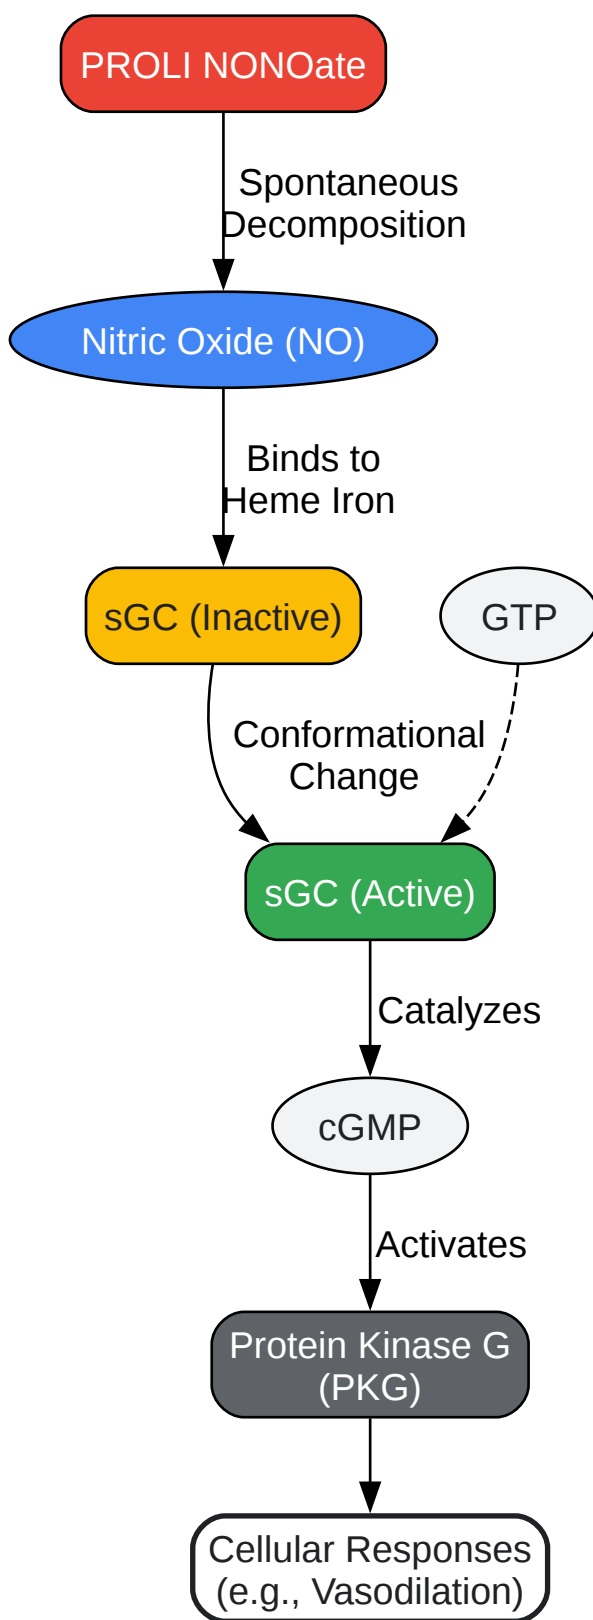 PROLI NONOate
Spontaneous
Decomposition
Nitric Oxide (NO)
Binds to
Heme Iron
sGC (Inactive)
GTP
Conformational
Change
sGC (Active)
Catalyzes
cGMP
Activates
Protein Kinase G
(PKG)
Cellular Responses
(e.g., Vasodilation)